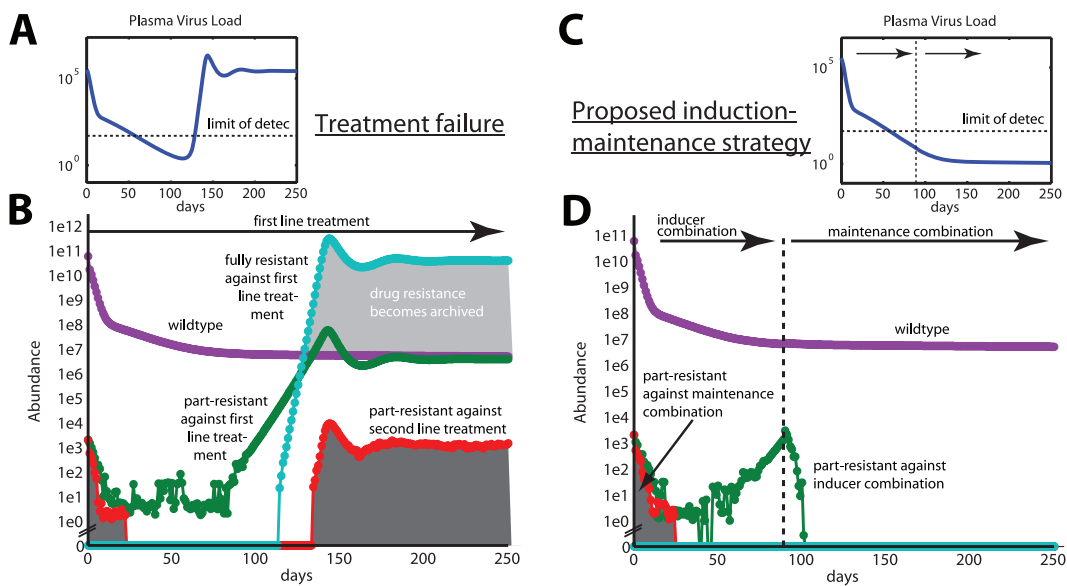 A
Plasma Virus Load
10^5
10^0
limit of detec
0 50 100 150 200 250
days
Treatment failure
B
first line treatment
1e12
1e11
1e10
1e9
1e8
1e7
1e6
1e5
1e4
1e3
1e2
1e1
1e0
0
Abundance
fully resistant
against first
line treat-
ment
drug resistance
becomes archived
wildtype
part-resistant
against first
line treat-
ment
part-resistant against
second line treatment
0 50 100 150 200 250
days
C
Plasma Virus Load
10^5
10^0
limit of detec
0 50 100 150 200 250
days
Proposed induction-
maintenance strategy
D
inducer
combination
maintenance combination
1e11
1e10
1e9
1e8
1e7
1e6
1e5
1e4
1e3
1e2
1e1
1e0
0
Abundance
wildtype
part-resistant
against maintenance
combination
part-resistant against
inducer combination
0 50 100 150 200 250
days